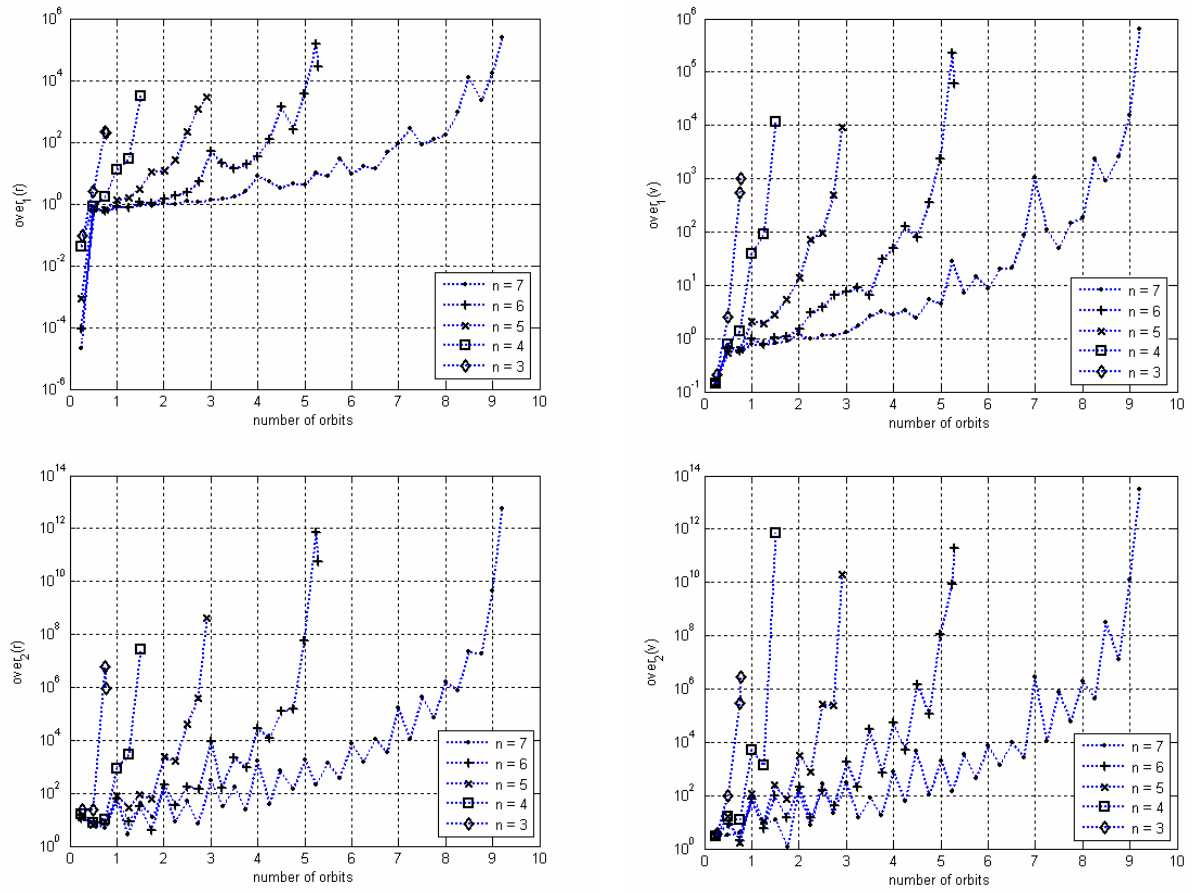 10^6
10^4
10^2
10^0
10^-2
10^-4
10^-6
over_1(r)
0 1 2 3 4 5 6 7 8 9 10
number of orbits
n = 7
n = 6
n = 5
n = 4
n = 3
10^6
10^5
10^4
10^3
10^2
10^1
10^0
10^-1
over_1(v)
0 1 2 3 4 5 6 7 8 9 10
number of orbits
n = 7
n = 6
n = 5
n = 4
n = 3
10^14
10^12
10^10
10^8
10^6
10^4
10^2
10^0
over_2(r)
0 1 2 3 4 5 6 7 8 9 10
number of orbits
n = 7
n = 6
n = 5
n = 4
n = 3
10^14
10^12
10^10
10^8
10^6
10^4
10^2
10^0
over_2(v)
0 1 2 3 4 5 6 7 8 9 10
number of orbits
n = 7
n = 6
n = 5
n = 4
n = 3